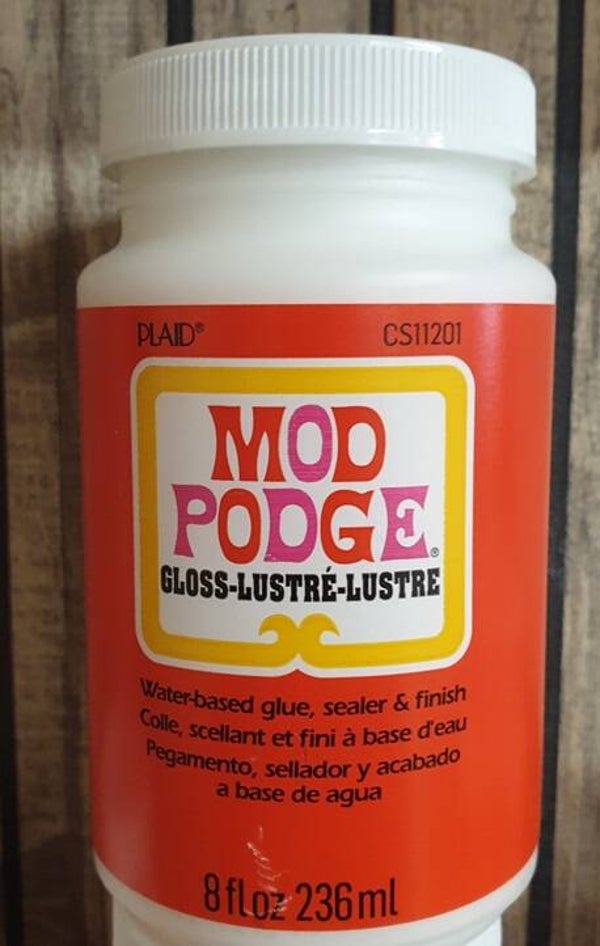 PLAID® CS11201
MOD
PODGE®
GLOSS-LUSTRÉ-LUSTRE
Water-based glue, sealer & finish
Colle, scellant et fini à base d'eau
Pegamento, sellador y acabado
a base de agua
8 fl oz 236 ml